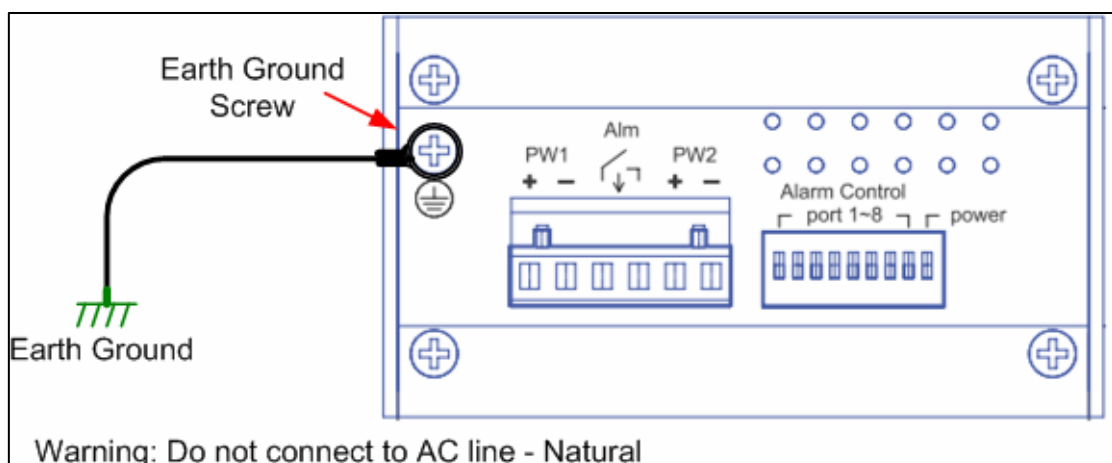 Earth Ground
Screw
Alm
PW1
PW2
+ − + −
Alarm Control
port 1~8 power
Earth Ground
Warning: Do not connect to AC line - Natural